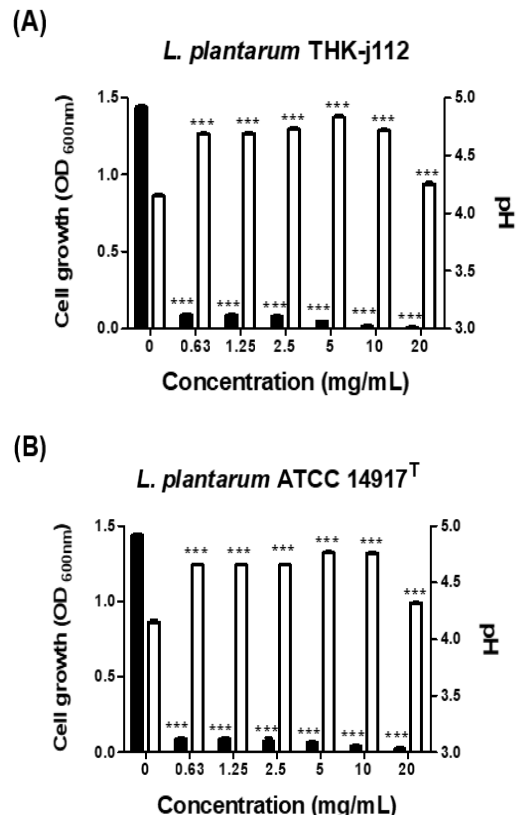 (A)
L. plantarum THK-j112
Cell growth (OD 600nm)
1.5
1.0
0.5
0.0
*** *** *** *** *** ***
*** *** *** *** *** ***
5.0
4.5
4.0
3.5
3.0
pH
0 0.63 1.25 2.5 5 10 20
Concentration (mg/mL)
(B)
L. plantarum ATCC 14917T
Cell growth (OD 600nm)
1.5
1.0
0.5
0.0
*** *** *** *** *** ***
*** *** *** *** *** ***
5.0
4.5
4.0
3.5
3.0
pH
0 0.63 1.25 2.5 5 10 20
Concentration (mg/mL)